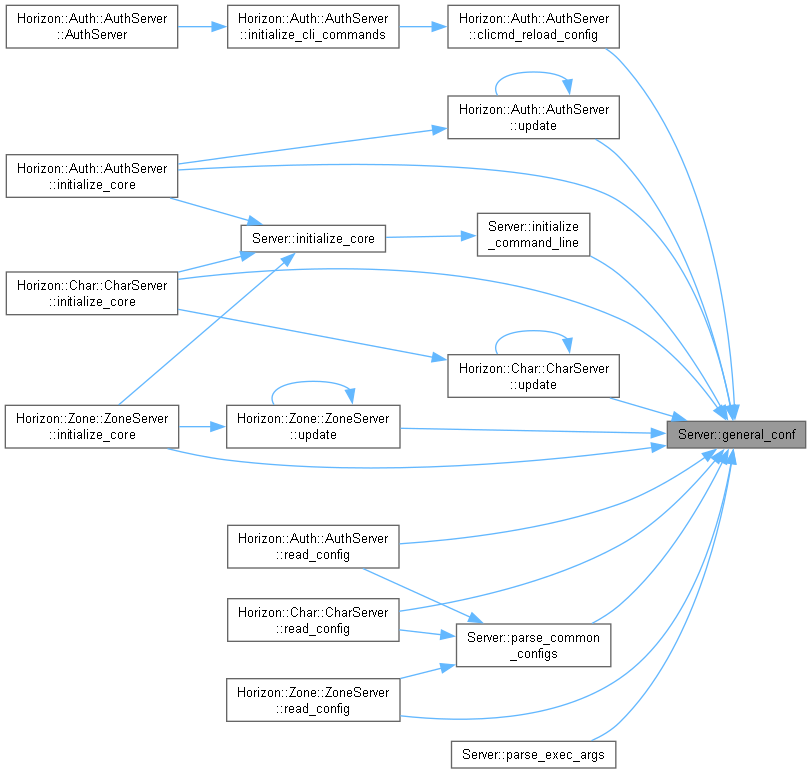 Horizon::Auth::AuthServer
::AuthServer
Horizon::Auth::AuthServer
::initialize_cli_commands
Horizon::Auth::AuthServer
::clicmd_reload_config
Horizon::Auth::AuthServer
::update
Horizon::Auth::AuthServer
::initialize_core
Server::initialize_core
Server::initialize
_command_line
Horizon::Char::CharServer
::initialize_core
Horizon::Char::CharServer
::update
Horizon::Zone::ZoneServer
::initialize_core
Horizon::Zone::ZoneServer
::update
Server::general_conf
Horizon::Auth::AuthServer
::read_config
Horizon::Char::CharServer
::read_config
Server::parse_common
_configs
Horizon::Zone::ZoneServer
::read_config
Server::parse_exec_args